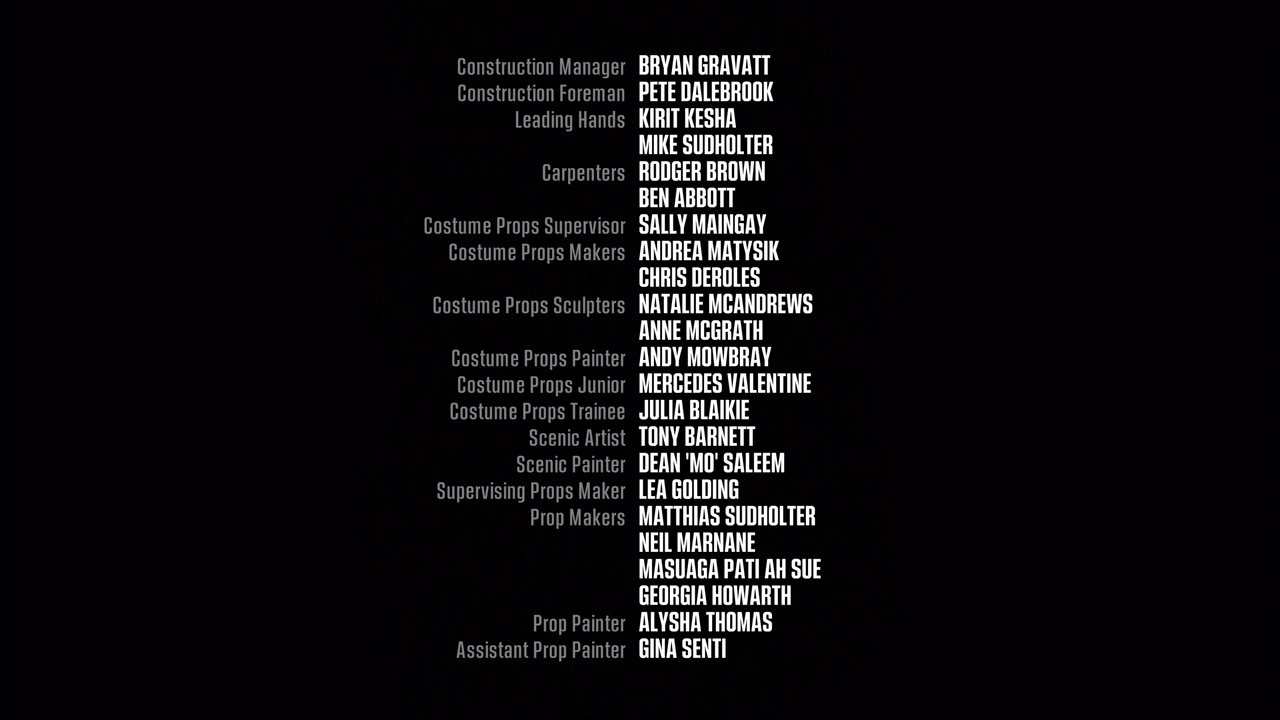 Construction Manager BRYAN GRAVATT
Construction Foreman PETE DALEBROOK
Leading Hands KIRIT KESHA
MIKE SUDHOLTER
Carpenters RODGER BROWN
BEN ABBOTT
Costume Props Supervisor SALLY MAINGAY
Costume Props Makers ANDREA MATYSIK
CHRIS DEROLES
Costume Props Sculpters NATALIE MCANDREWS
ANNE MCGRATH
Costume Props Painter ANDY MOWBRAY
Costume Props Junior MERCEDES VALENTINE
Costume Props Trainee JULIA BLAIKIE
Scenic Artist TONY BARNETT
Scenic Painter DEAN 'MO' SALEEM
Supervising Props Maker LEA GOLDING
Prop Makers MATTHIAS SUDHOLTER
NEIL MARNANE
MASUAGA PATI AH SUE
GEORGIA HOWARTH
Prop Painter ALYSHA THOMAS
Assistant Prop Painter GINA SENTI